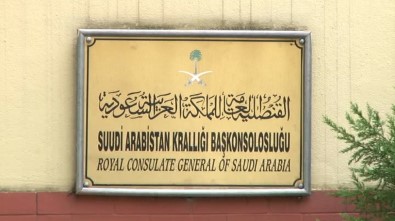 القنصلية العامة للمملكة العربية السعودية
SUUDİ ARABİSTAN KRALLIĞI BAŞKONSOLOSLUĞU
ROYAL CONSULATE GENERAL OF SAUDI ARABIA